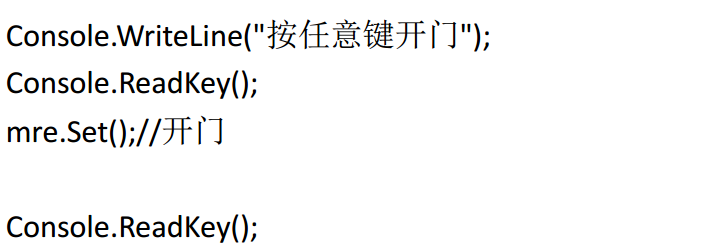 Console.WriteLine("按任意键开门");
Console.ReadKey();
mre.Set();//开门
Console.ReadKey();